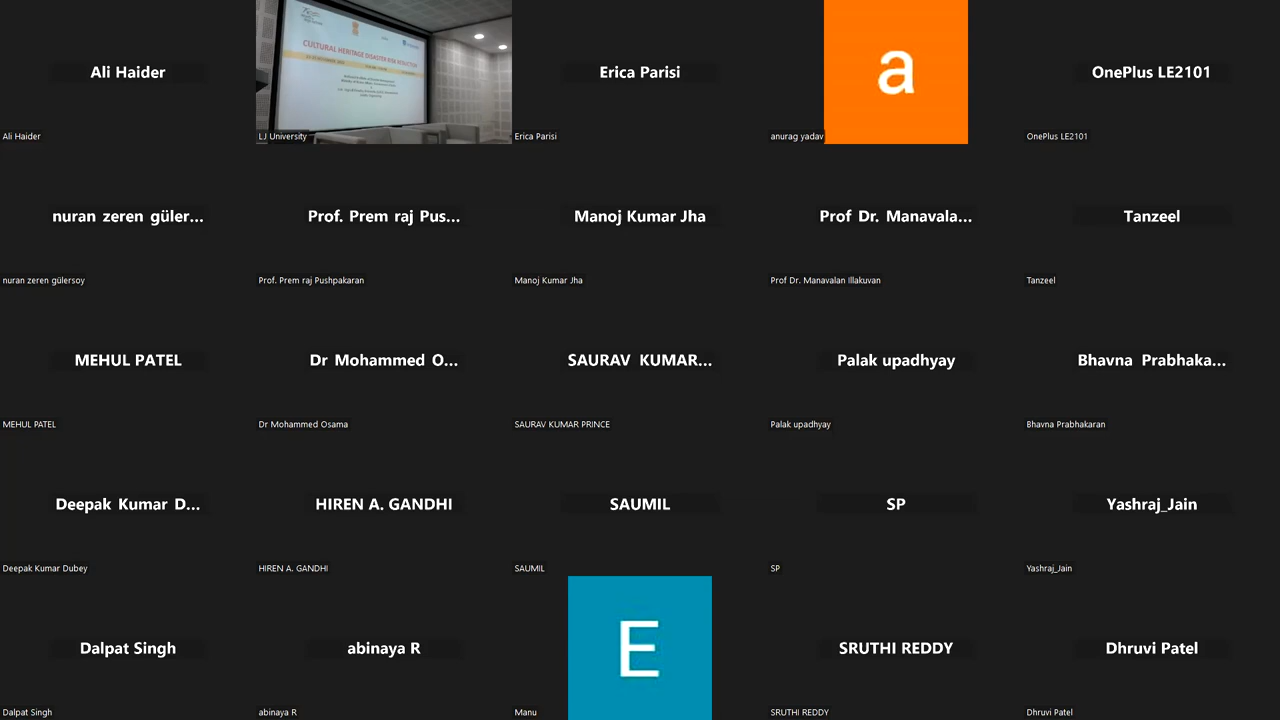 Ali Haider
Ali Haider
CULTURAL HERITAGE DISASTER RISK REDUCTION
LJ University
Erica Parisi
Erica Parisi
a
anurag yadav
OnePlus LE2101
OnePlus LE2101
nuran zeren güler...
nuran zeren gülersoy
Prof. Prem raj Pus...
Prof. Prem raj Pushpakaran
Manoj Kumar Jha
Manoj Kumar Jha
Prof Dr. Manavala...
Prof Dr. Manavalan Illakuvan
Tanzeel
Tanzeel
MEHUL PATEL
MEHUL PATEL
Dr Mohammed O...
Dr Mohammed Osama
SAURAV KUMAR...
SAURAV KUMAR PRINCE
Palak upadhyay
Palak upadhyay
Bhavna Prabhaka...
Bhavna Prabhakaran
Deepak Kumar D...
Deepak Kumar Dubey
HIREN A. GANDHI
HIREN A. GANDHI
SAUMIL
SAUMIL
SP
SP
Yashraj_Jain
Yashraj_Jain
Dalpat Singh
Dalpat Singh
abinaya R
abinaya R
E
Manu
SRUTHI REDDY
SRUTHI REDDY
Dhruvi Patel
Dhruvi Patel